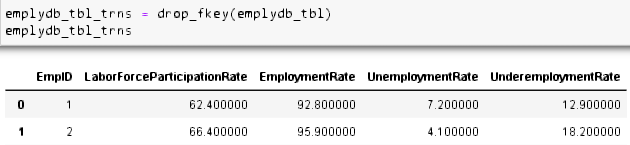 emplydb_tbl_trns = drop_fkey(emplydb_tbl)
emplydb_tbl_trns
EmpID LaborForceParticipationRate EmploymentRate UnemploymentRate UnderemploymentRate
0 1 62.400000 92.800000 7.200000 12.900000
1 2 66.400000 95.900000 4.100000 18.200000